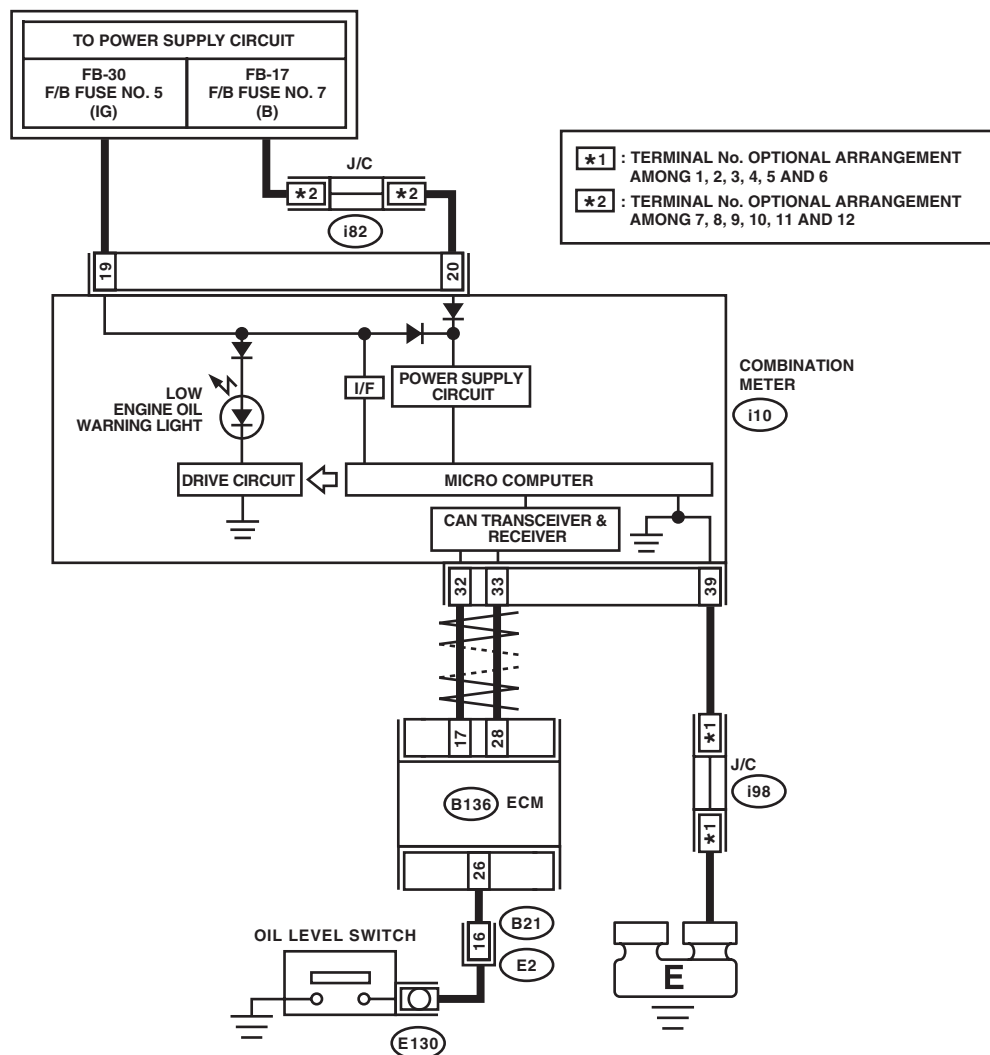 TO POWER SUPPLY CIRCUIT
FB-30
F/B FUSE NO. 5
(IG)
FB-17
F/B FUSE NO. 7
(B)
J/C
*2
*2
i82
*1 : TERMINAL No. OPTIONAL ARRANGEMENT
AMONG 1, 2, 3, 4, 5 AND 6
*2 : TERMINAL No. OPTIONAL ARRANGEMENT
AMONG 7, 8, 9, 10, 11 AND 12
19
20
LOW
ENGINE OIL
WARNING LIGHT
I/F
POWER SUPPLY
CIRCUIT
COMBINATION
METER
i10
DRIVE CIRCUIT
MICRO COMPUTER
CAN TRANSCEIVER &
RECEIVER
32
33
39
17
28
*1
J/C
i98
*1
B136
ECM
26
B21
16
E2
OIL LEVEL SWITCH
E130
E